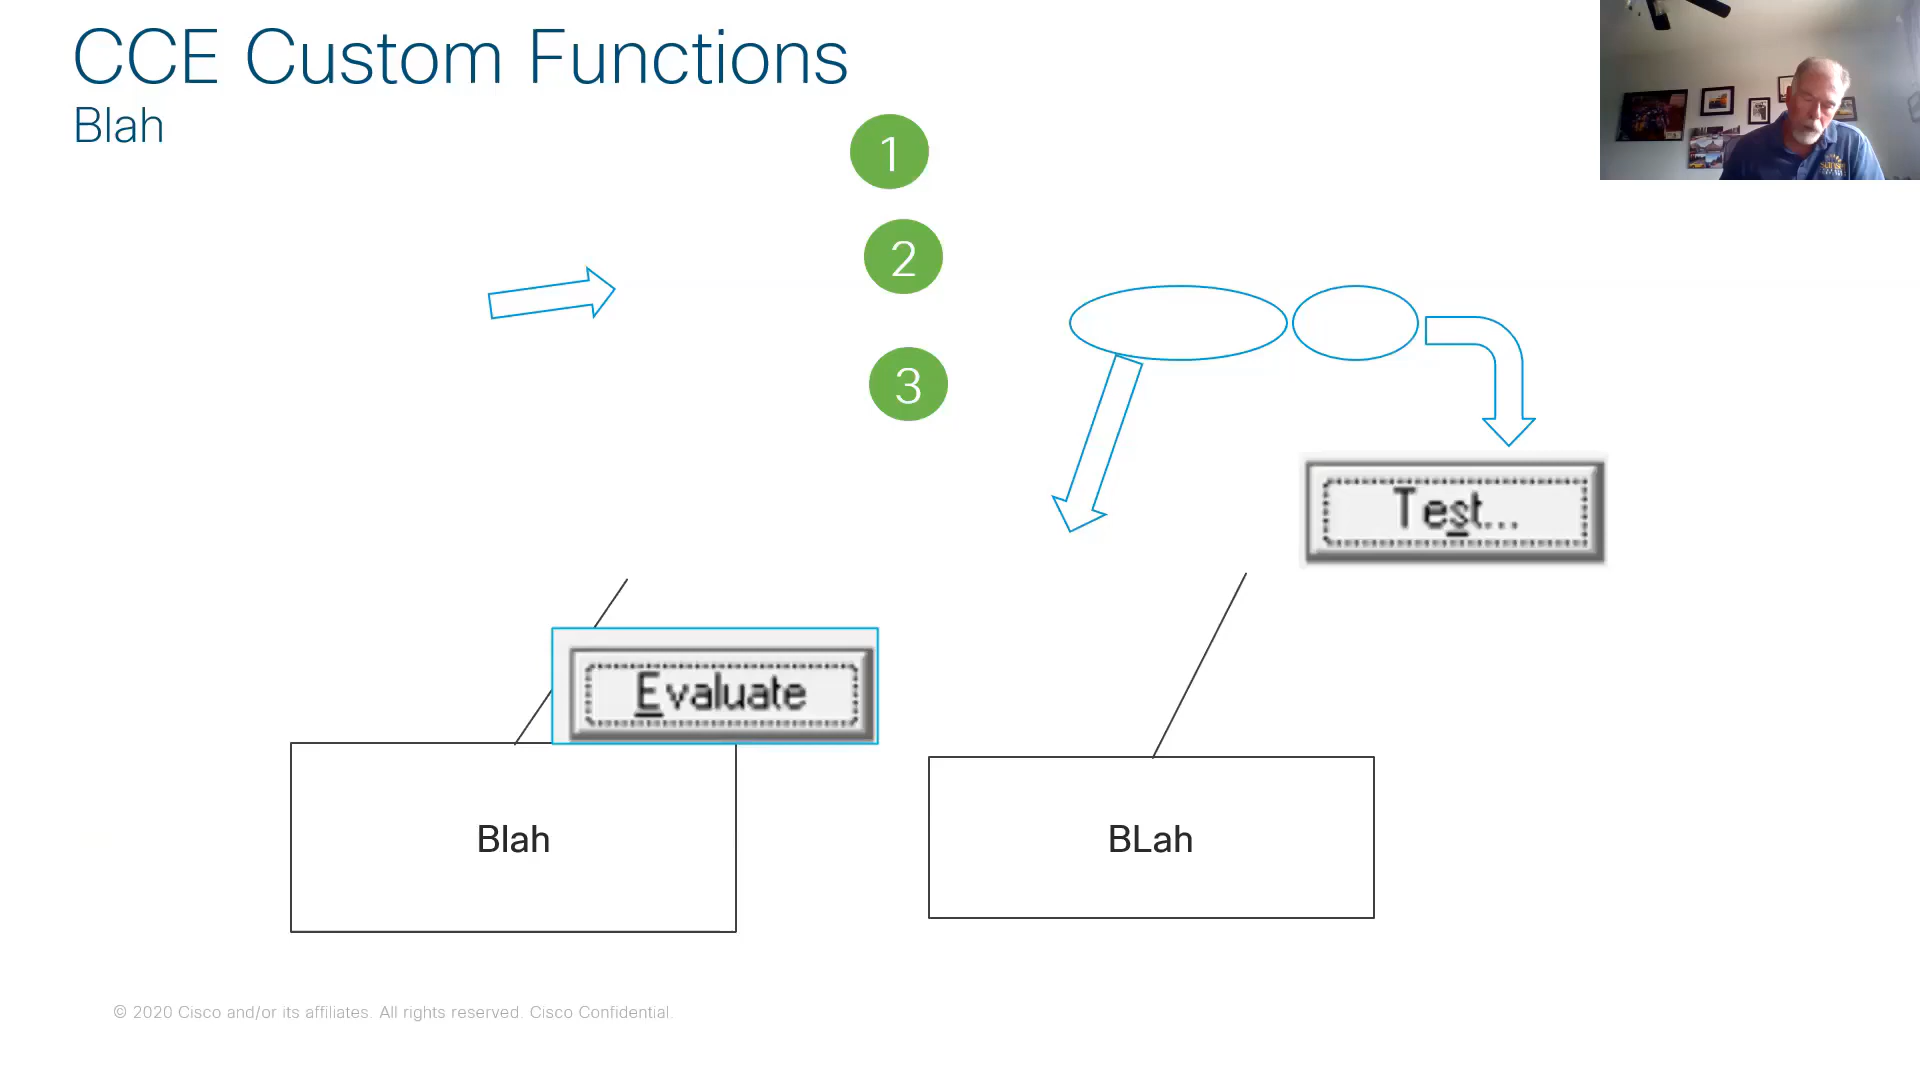 CCE Custom Functions
Blah
1
2
3
Test...
Evaluate
Blah
BLah
© 2020 Cisco and/or its affiliates. All rights reserved. Cisco Confidential.